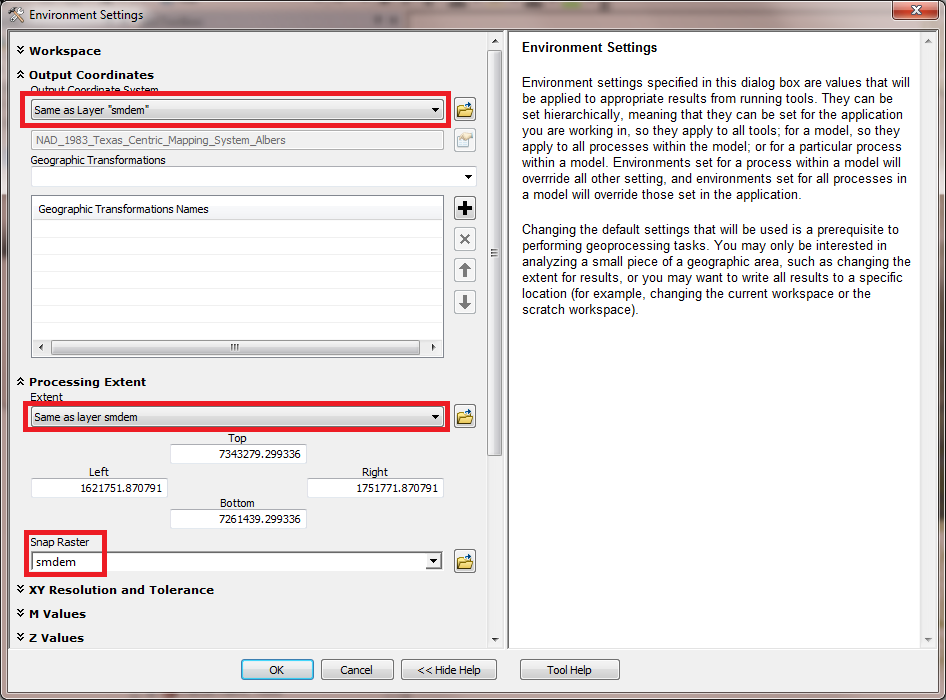 Environment Settings
Workspace
Output Coordinates
Output Coordinate System
Same as Layer "smdem"
NAD_1983_Texas_Centric_Mapping_System_Albers
Geographic Transformations
Geographic Transformations Names
Processing Extent
Extent
Same as layer smdem
Top
7343279.299336
Left
Right
1621751.870791
1751771.870791
Bottom
7261439.299336
Snap Raster
smdem
XY Resolution and Tolerance
M Values
Z Values
Environment Settings
Environment settings specified in this dialog box are values that will
be applied to appropriate results from running tools. They can be
set hierarchically, meaning that they can be set for the application
you are working in, so they apply to all tools; for a model, so they
apply to all processes within the model; or for a particular process
within a model. Environments set for a process within a model will
overrride all other setting, and environments set for all processes in
a model will override those set in the application.
Changing the default settings that will be used is a prerequisite to
performing geoprocessing tasks. You may only be interested in
analyzing a small piece of a geographic area, such as changing the
extent for results, or you may want to write all results to a specific
location (for example, changing the current workspace or the
scratch workspace).
OK
Cancel
<< Hide Help
Tool Help